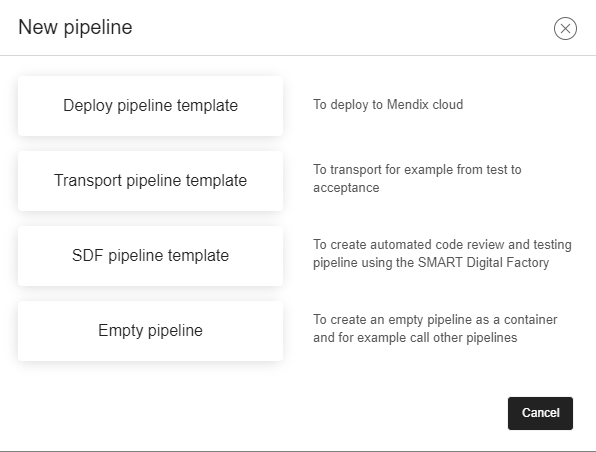 New pipeline
Deploy pipeline template
To deploy to Mendix cloud
Transport pipeline template
To transport for example from test to
acceptance
SDF pipeline template
To create automated code review and testing
pipeline using the SMART Digital Factory
Empty pipeline
To create an empty pipeline as a container
and for example call other pipelines
Cancel